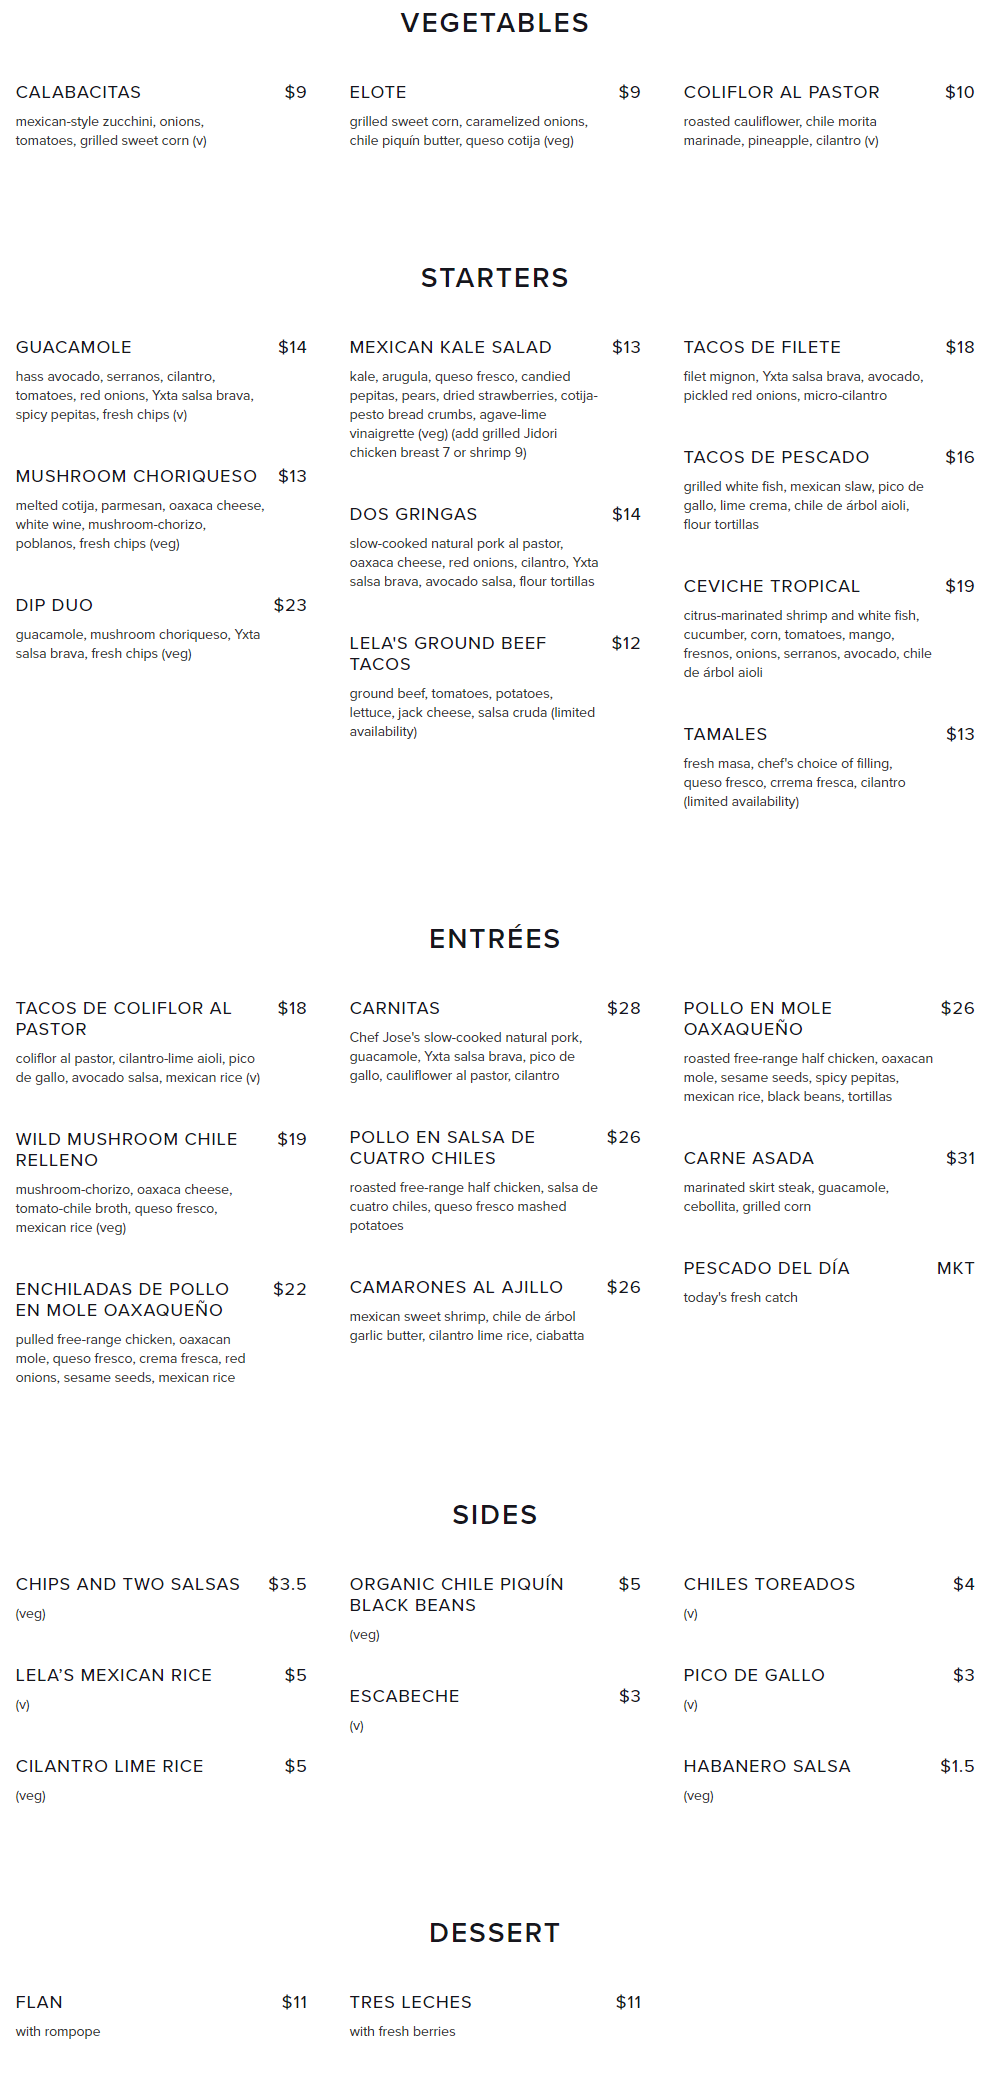 VEGETABLES
CALABACITAS $9
mexican-style zucchini, onions,
tomatoes, grilled sweet corn (v)
ELOTE $9
grilled sweet corn, caramelized onions,
chile piquín butter, queso cotija (veg)
COLIFLOR AL PASTOR $10
roasted cauliflower, chile morita
marinade, pineapple, cilantro (v)
STARTERS
GUACAMOLE $14
hass avocado, serranos, cilantro,
tomatoes, red onions, Yxta salsa brava,
spicy pepitas, fresh chips (v)
MUSHROOM CHORIQUESO $13
melted cotija, parmesan, oaxaca cheese,
white wine, mushroom-chorizo,
poblanos, fresh chips (veg)
DIP DUO $23
guacamole, mushroom choriqueso, Yxta
salsa brava, fresh chips (veg)
MEXICAN KALE SALAD $13
kale, arugula, queso fresco, candied
pepitas, pears, dried strawberries, cotija-
pesto bread crumbs, agave-lime
vinaigrette (veg) (add grilled Jidori
chicken breast 7 or shrimp 9)
DOS GRINGAS $14
slow-cooked natural pork al pastor,
oaxaca cheese, red onions, cilantro, Yxta
salsa brava, avocado salsa, flour tortillas
LELA'S GROUND BEEF $12
TACOS
ground beef, tomatoes, potatoes,
lettuce, jack cheese, salsa cruda (limited
availability)
TACOS DE FILETE $18
filet mignon, Yxta salsa brava, avocado,
pickled red onions, micro-cilantro
TACOS DE PESCADO $16
grilled white fish, mexican slaw, pico de
gallo, lime crema, chile de árbol aioli,
flour tortillas
CEVICHE TROPICAL $19
citrus-marinated shrimp and white fish,
cucumber, corn, tomatoes, mango,
fresnos, onions, serranos, avocado, chile
de árbol aioli
TAMALES $13
fresh masa, chef's choice of filling,
queso fresco, crrema fresca, cilantro
(limited availability)
ENTRÉES
TACOS DE COLIFLOR AL $18
PASTOR
coliflor al pastor, cilantro-lime aioli, pico
de gallo, avocado salsa, mexican rice (v)
WILD MUSHROOM CHILE $19
RELLENO
mushroom-chorizo, oaxaca cheese,
tomato-chile broth, queso fresco,
mexican rice (veg)
ENCHILADAS DE POLLO $22
EN MOLE OAXAQUEÑO
pulled free-range chicken, oaxacan
mole, queso fresco, crema fresca, red
onions, sesame seeds, mexican rice
CARNITAS $28
Chef Jose's slow-cooked natural pork,
guacamole, Yxta salsa brava, pico de
gallo, cauliflower al pastor, cilantro
POLLO EN SALSA DE $26
CUATRO CHILES
roasted free-range half chicken, salsa de
cuatro chiles, queso fresco mashed
potatoes
CAMARONES AL AJILLO $26
mexican sweet shrimp, chile de árbol
garlic butter, cilantro lime rice, ciabatta
POLLO EN MOLE $26
OAXAQUEÑO
roasted free-range half chicken, oaxacan
mole, sesame seeds, spicy pepitas,
mexican rice, black beans, tortillas
CARNE ASADA $31
marinated skirt steak, guacamole,
cebollita, grilled corn
PESCADO DEL DÍA MKT
today's fresh catch
SIDES
CHIPS AND TWO SALSAS $3.5
(veg)
LELA’S MEXICAN RICE $5
(v)
CILANTRO LIME RICE $5
(veg)
ORGANIC CHILE PIQUÍN $5
BLACK BEANS
(veg)
ESCABECHE $3
(v)
CHILES TOREADOS $4
(v)
PICO DE GALLO $3
(v)
HABANERO SALSA $1.5
(veg)
DESSERT
FLAN $11
with rompope
TRES LECHES $11
with fresh berries